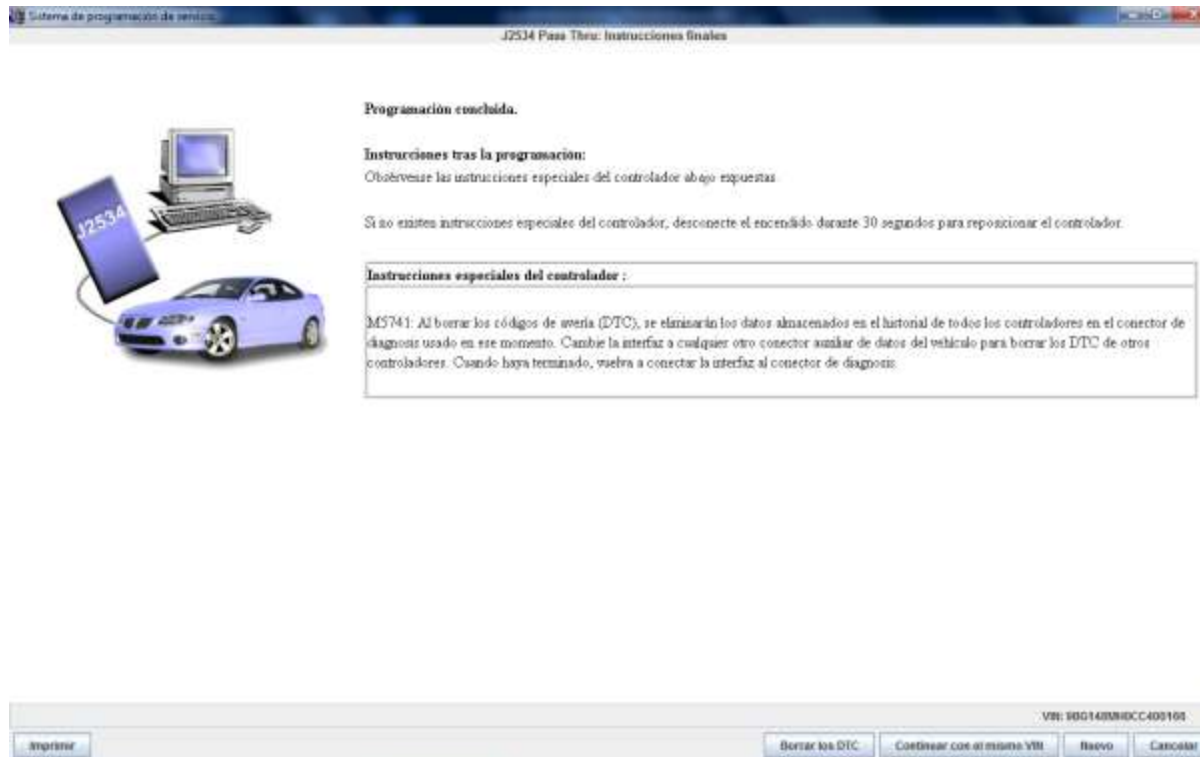 Sistema de programación de servicio
J2534 Pass Thru: Instrucciones finales
Programación concluida.
Instrucciones tras la programación:
Obsérvense las instrucciones especiales del controlador abajo expuestas
Si no existen instrucciones especiales del controlador, desconecte el encendido durante 30 segundos para reposicionar el controlador.
J2534
Instrucciones especiales del controlador :
M5741: Al borrar los códigos de avería (DTC), se eliminarán los datos almacenados en el historial de todos los controladores en el conector de
diagnosis usado en ese momento. Cambie la interfaz a cualquier otro conector auxiliar de datos del vehículo para borrar los DTC de otros
controladores. Cuando haya terminado, vuelva a conectar la interfaz al conector de diagnosis.
VIN:
Imprimir Borrar los DTC Continuar con el mismo VIN Nuevo Cancelar